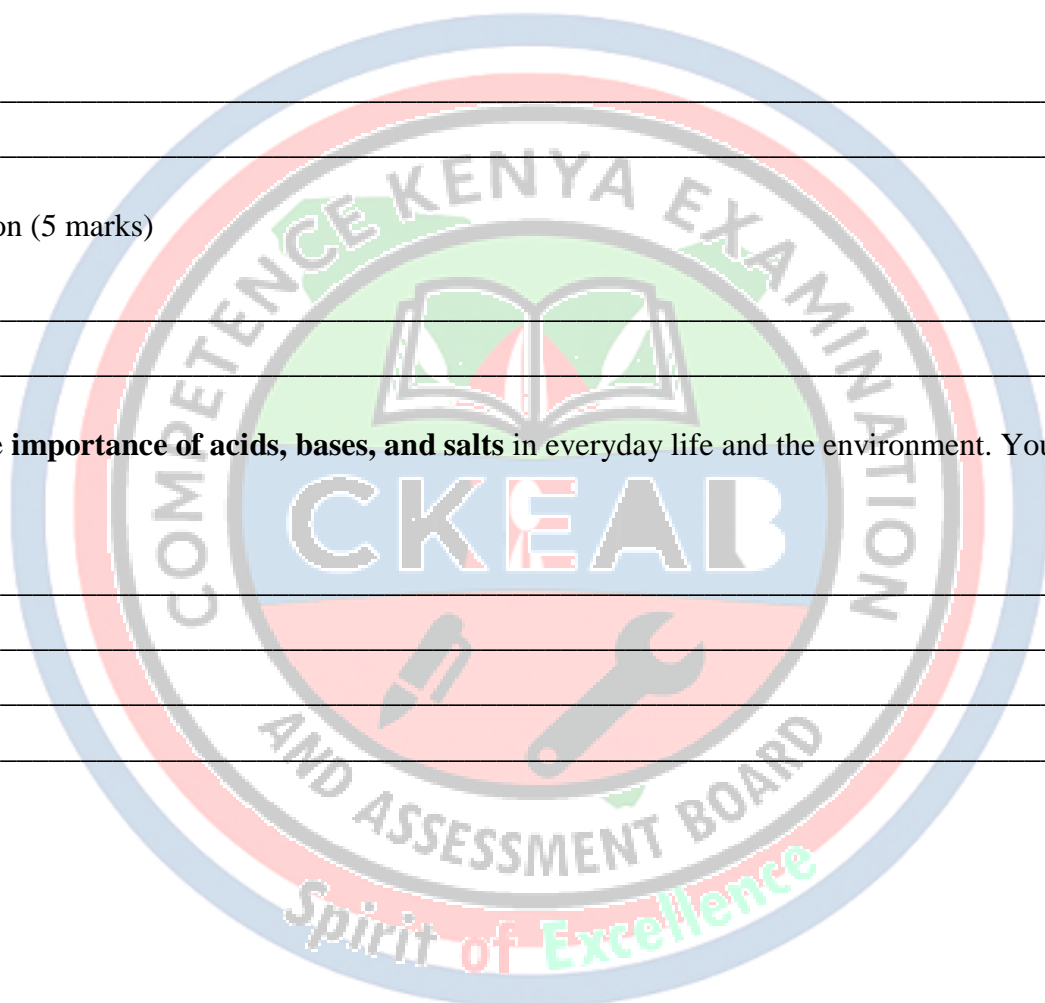 on (5 marks)
importance of acids, bases, and salts in everyday life and the environment. You
COMPETENCE KENYA EXAMINATION
CKEAB
AND ASSESSMENT BOARD
Spirit of Excellence